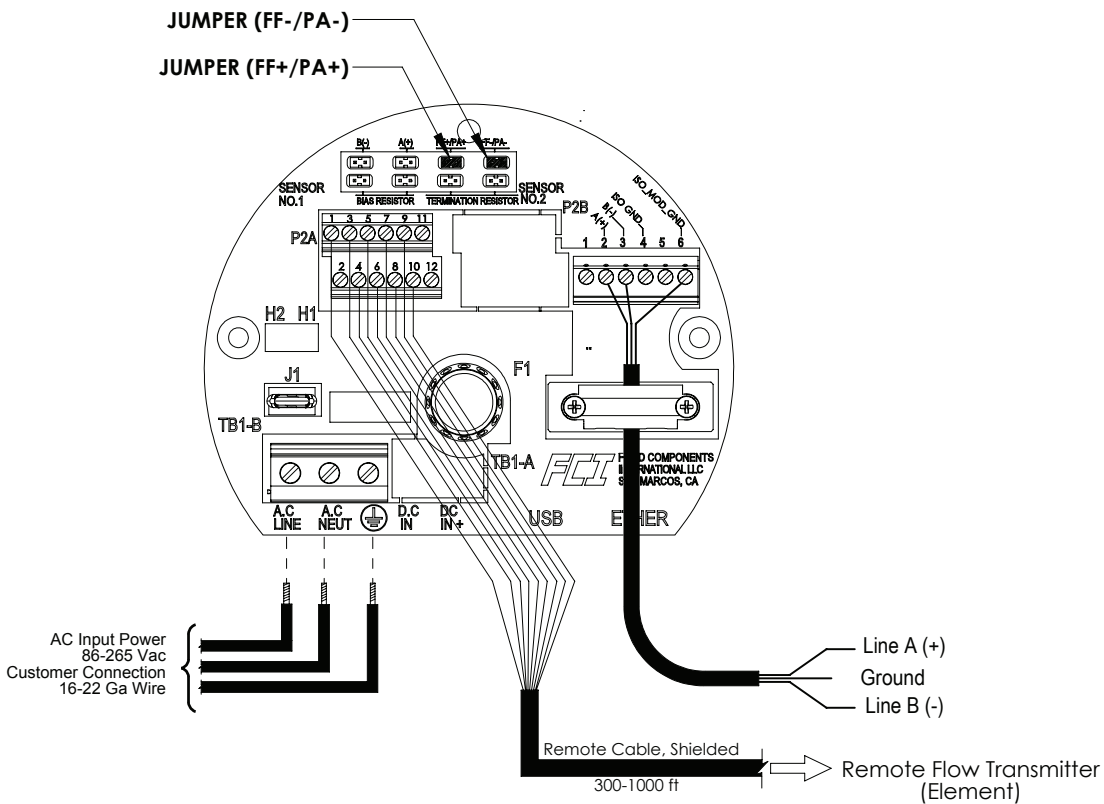 JUMPER (FF-/PA-)
JUMPER (FF+/PA+)
B(-) A(+)
SENSOR NO.1
BIAS RESISTOR
TERMINATION RESISTOR
SENSOR NO.2
P2B
A(+)
B(-)
ISO GND
ISO_MOD_GND
P2A
1 3 5 7 9 11
2 4 6 8 10 12
1 2 3 4 5 6
H2 H1
J1
F1
TB1-B
TB1-A
FCI
COMPONENTS
LLC
MARCOS, CA
A.C LINE
A.C NEUT
D.C IN
DC IN +
USB
AC Input Power
86-265 Vac
Customer Connection
16-22 Ga Wire
Line A (+)
Ground
Line B (-)
Remote Cable, Shielded
300-1000 ft
Remote Flow Transmitter
(Element)